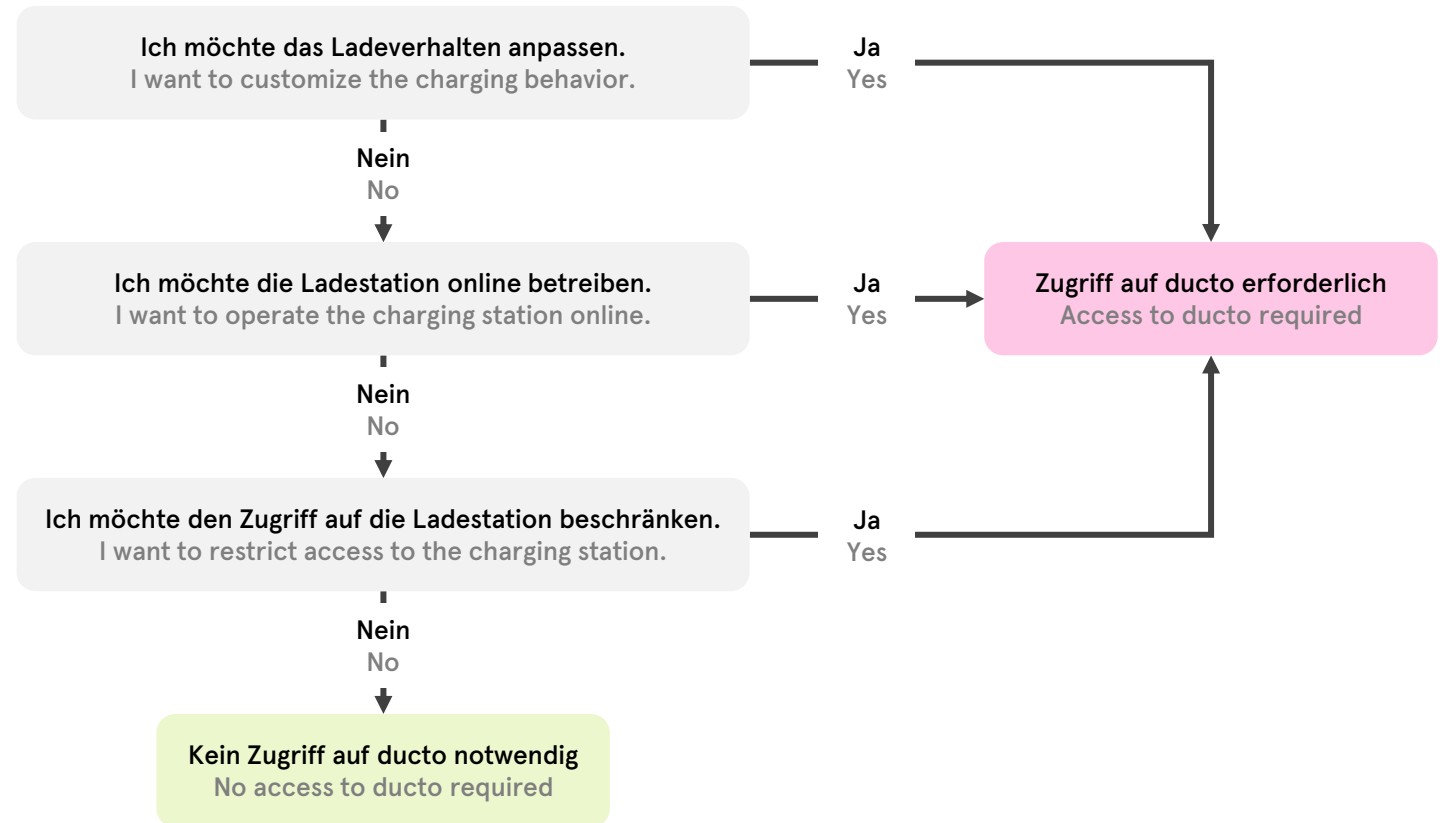 Ich möchte das Ladeverhalten anpassen.
I want to customize the charging behavior.
Ja
Yes
Nein
No
Ich möchte die Ladestation online betreiben.
I want to operate the charging station online.
Ja
Yes
Zugriff auf ducto erforderlich
Access to ducto required
Nein
No
Ich möchte den Zugriff auf die Ladestation beschränken.
I want to restrict access to the charging station.
Ja
Yes
Nein
No
Kein Zugriff auf ducto notwendig
No access to ducto required